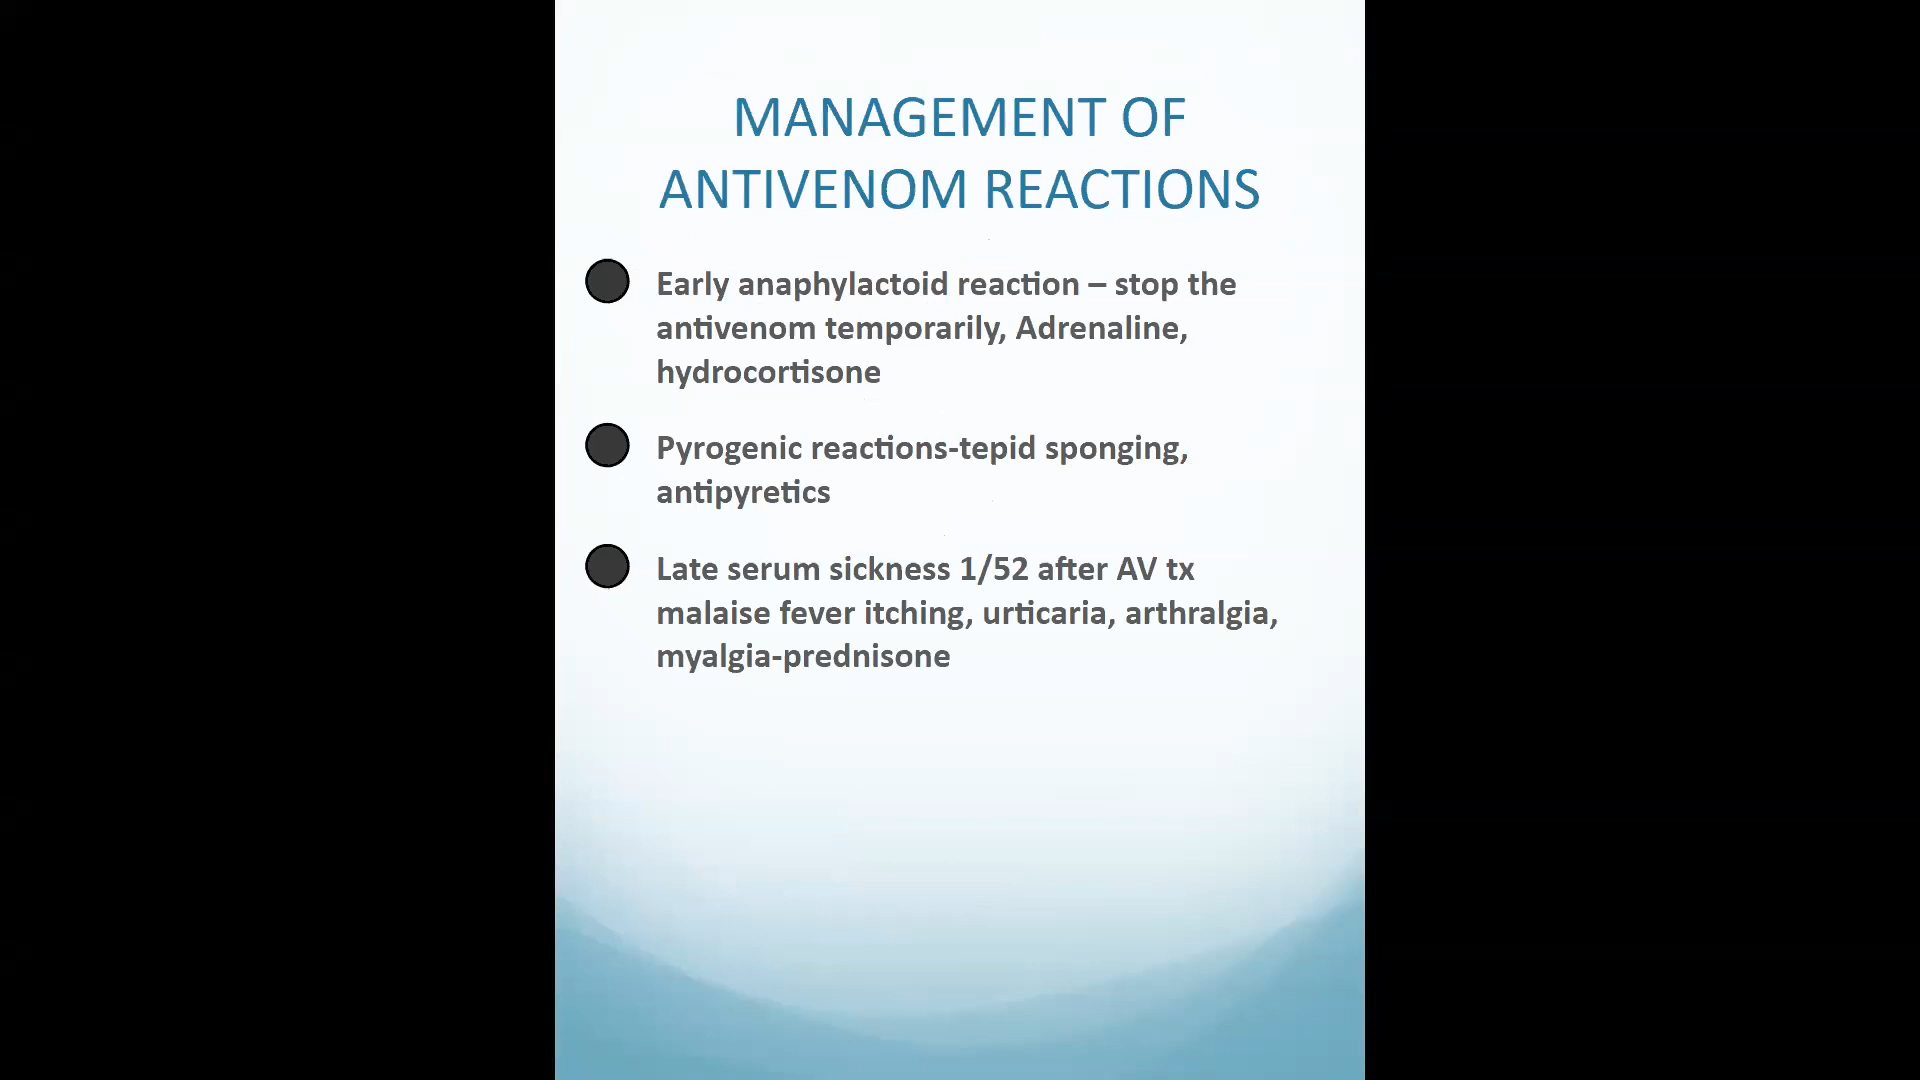 MANAGEMENT OF
ANTIVENOM REACTIONS
Early anaphylactoid reaction – stop the
antivenom temporarily, Adrenaline,
hydrocortisone
Pyrogenic reactions-tepid sponging,
antipyretics
Late serum sickness 1/52 after AV tx
malaise fever itching, urticaria, arthralgia,
myalgia-prednisone